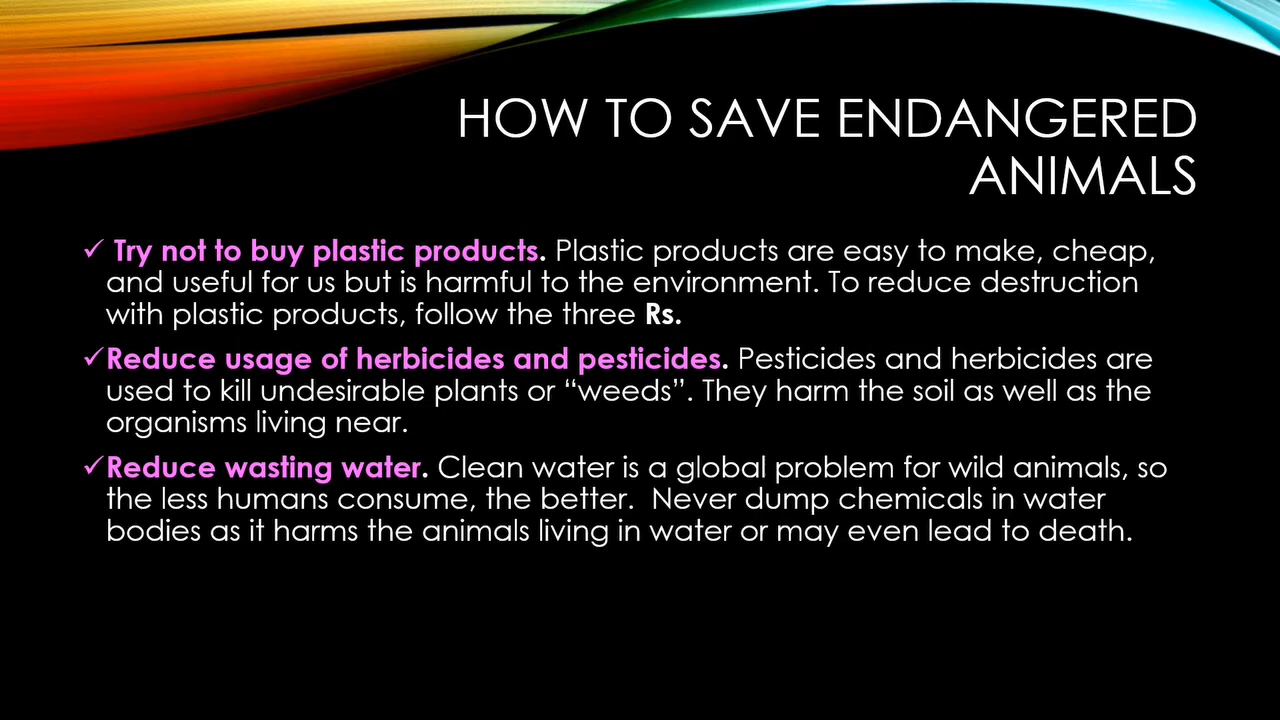 HOW TO SAVE ENDANGERED
ANIMALS
✓ Try not to buy plastic products. Plastic products are easy to make, cheap,
and useful for us but is harmful to the environment. To reduce destruction
with plastic products, follow the three Rs.
✓Reduce usage of herbicides and pesticides. Pesticides and herbicides are
used to kill undesirable plants or “weeds”. They harm the soil as well as the
organisms living near.
✓Reduce wasting water. Clean water is a global problem for wild animals, so
the less humans consume, the better.  Never dump chemicals in water
bodies as it harms the animals living in water or may even lead to death.